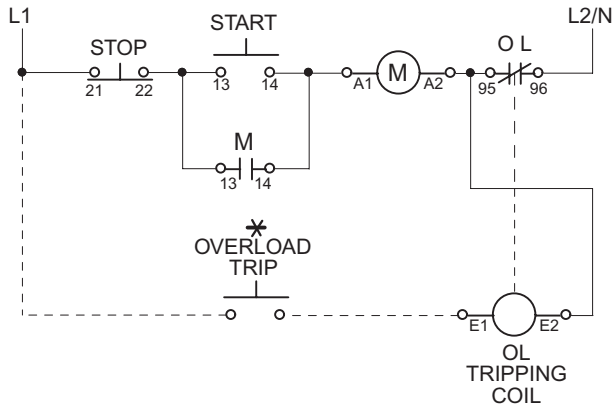 L1
L2/N
STOP
START
O L
21 22
13 14
A1 M A2
95 96
M
13 14
*
OVERLOAD
TRIP
E1 E2
OL
TRIPPING
COIL